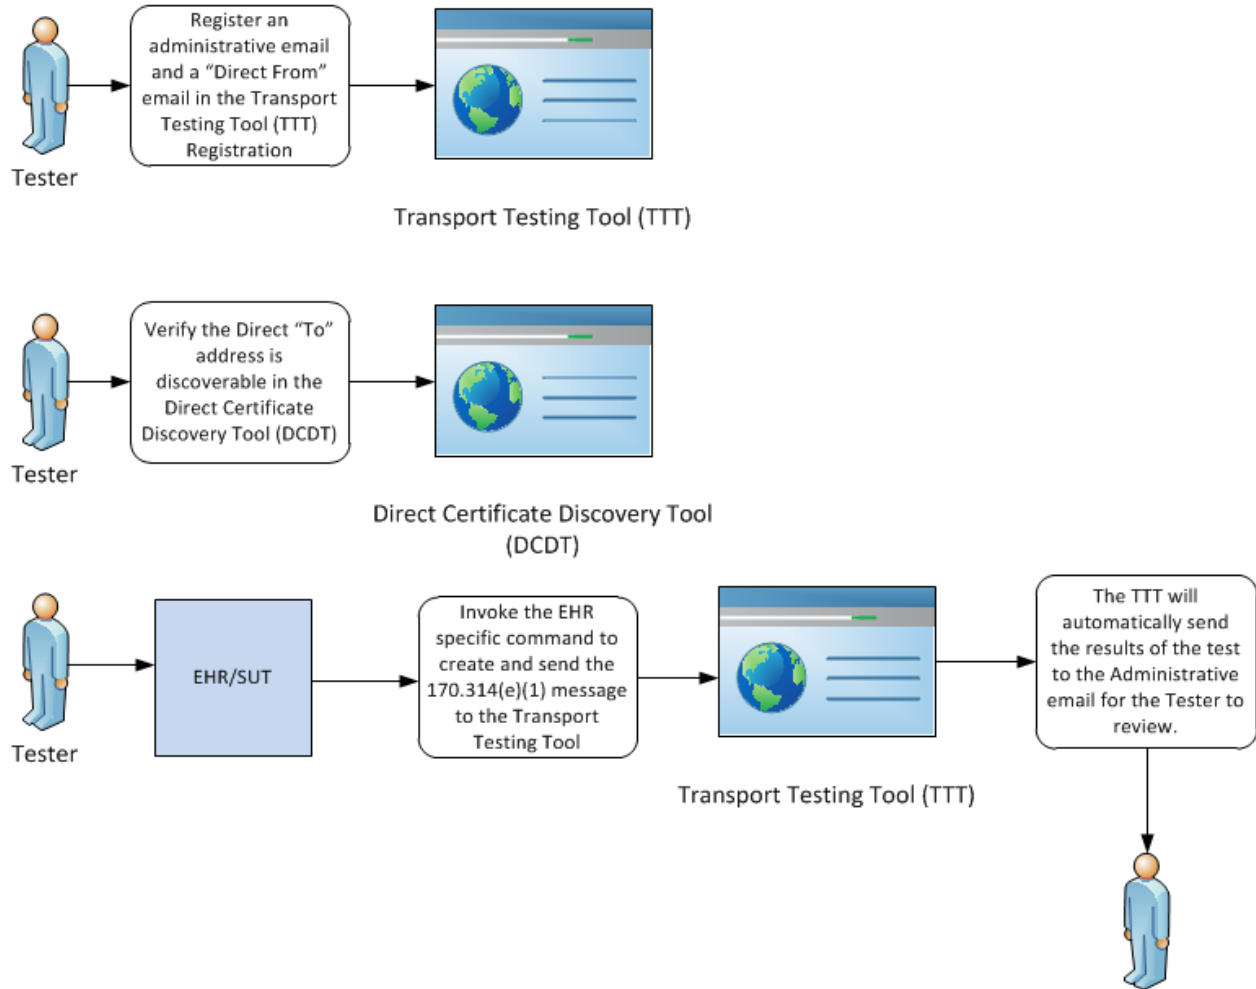 Register an
administrative email
and a “Direct From”
email in the Transport
Testing Tool (TTT)
Registration
Tester
Transport Testing Tool (TTT)
Verify the Direct “To”
address is
discoverable in the
Direct Certificate
Discovery Tool (DCDT)
Tester
Direct Certificate Discovery Tool
(DCDT)
EHR/SUT
Invoke the EHR
specific command to
create and send the
170.314(e)(1) message
to the Transport
Testing Tool
The TTT will
automatically send
the results of the test
to the Administrative
email for the Tester to
review.
Tester
Transport Testing Tool (TTT)